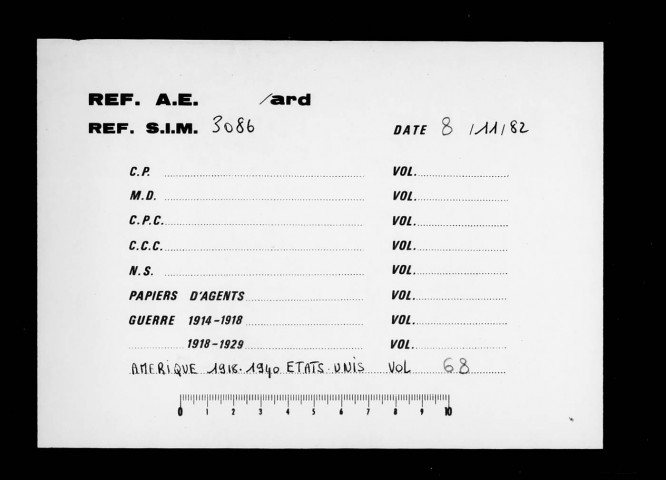 REF. A.E. /ard
REF. S.I.M. 3086 DATE 8 /11/82
C.P. VOL.
M.D. VOL.
C.P.C. VOL.
C.C.C. VOL.
N.S. VOL.
PAPIERS D'AGENTS VOL.
GUERRE 1914-1918 VOL.
1918-1929 VOL.
AMERIQUE 1918.1940 ETATS.UNIS VOL 68
0 1 2 3 4 5 6 7 8 9 10